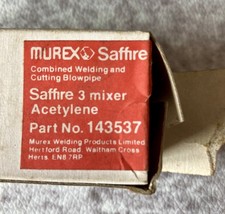 MUREX Saffire
Combined Welding and
Cutting Blowpipe
Saffire 3 mixer
Acetylene
Part No. 143537
Murex Welding Products Limited
Hertford Road, Waltham Cross
Herts. EN8 7RP